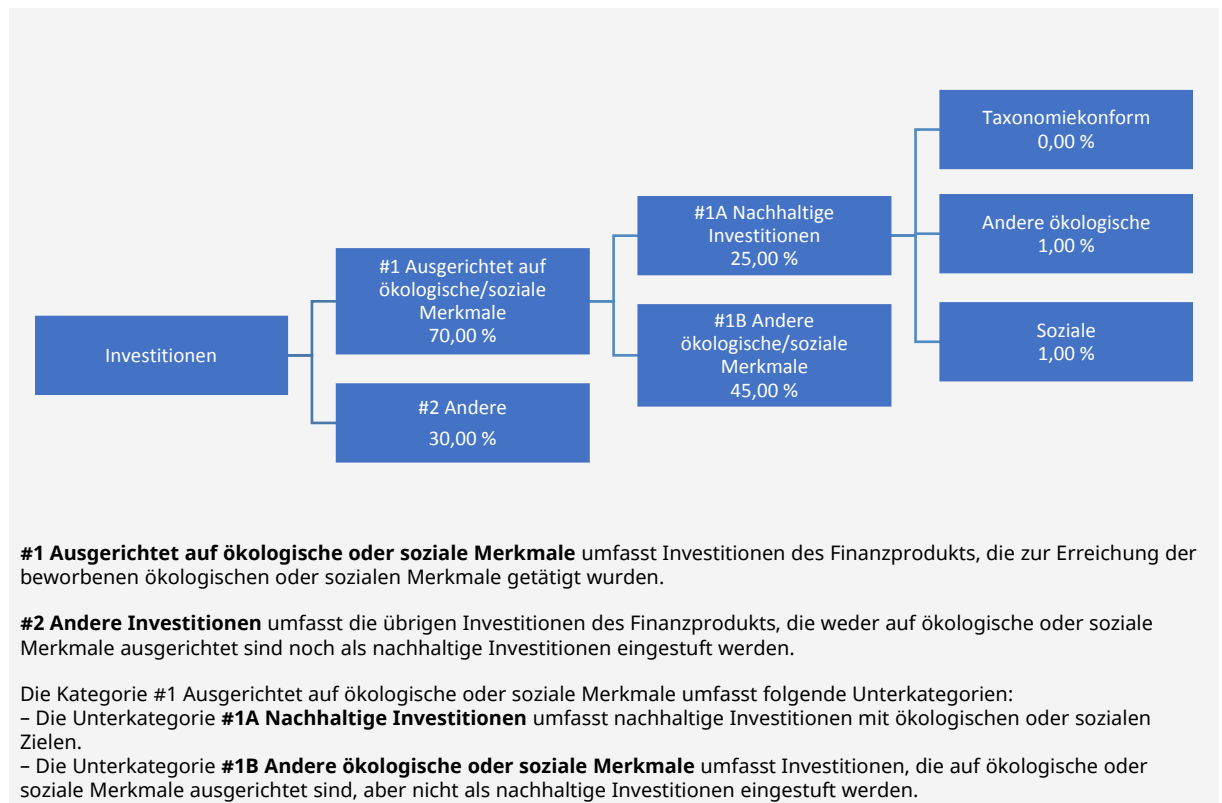 Taxonomiekonform
0,00 %
#1A Nachhaltige
Investitionen
25,00 %
Andere ökologische
1,00 %
#1 Ausgerichtet auf
ökologische/soziale
Merkmale
70,00 %
#1B Andere
ökologische/soziale
Merkmale
45,00 %
Soziale
1,00 %
Investitionen
#2 Andere
30,00 %
#1 Ausgerichtet auf ökologische oder soziale Merkmale umfasst Investitionen des Finanzprodukts, die zur Erreichung der
beworbenen ökologischen oder sozialen Merkmale getätigt wurden.
#2 Andere Investitionen umfasst die übrigen Investitionen des Finanzprodukts, die weder auf ökologische oder soziale
Merkmale ausgerichtet sind noch als nachhaltige Investitionen eingestuft werden.
Die Kategorie #1 Ausgerichtet auf ökologische oder soziale Merkmale umfasst folgende Unterkategorien:
– Die Unterkategorie #1A Nachhaltige Investitionen umfasst nachhaltige Investitionen mit ökologischen oder sozialen
Zielen.
– Die Unterkategorie #1B Andere ökologische oder soziale Merkmale umfasst Investitionen, die auf ökologische oder
soziale Merkmale ausgerichtet sind, aber nicht als nachhaltige Investitionen eingestuft werden.